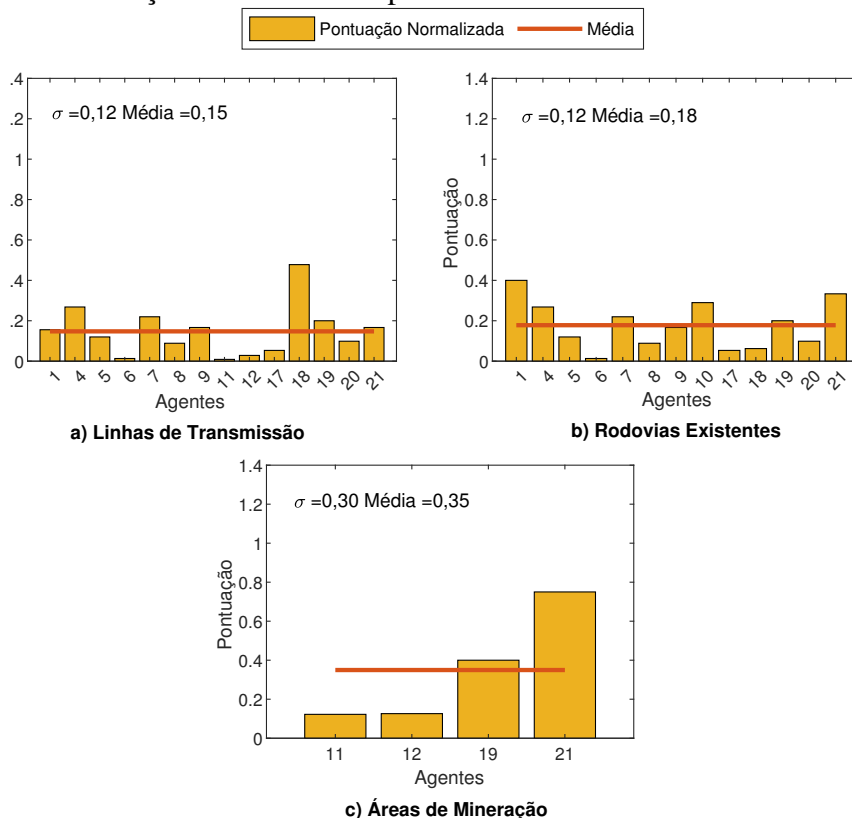 Pontuação Normalizada Média
.4
.2
1
.8
.6
.4
.2
0
σ =0,12 Média =0,15
1 4 5 6 7 8 9 11 12 17 18 19 20 21
Agentes
a) Linhas de Transmissão
1.4
1.2
1
0.8
0.6
0.4
0.2
0
Pontuação
σ =0,12 Média =0,18
1 4 5 6 7 8 9 10 17 18 19 20 21
Agentes
b) Rodovias Existentes
1.4
1.2
1
0.8
0.6
0.4
0.2
0
Pontuação
σ =0,30 Média =0,35
11 12 19 21
Agentes
c) Áreas de Mineração